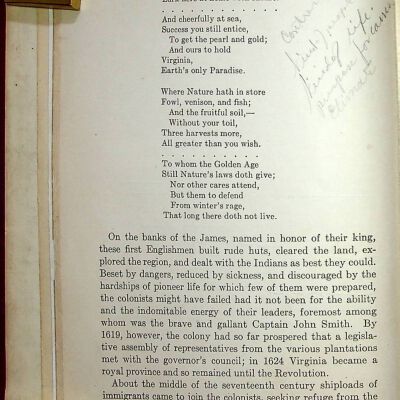 . . . . . . . . . .
And cheerfully at sea,
Success you still entice,
To get the pearl and gold;
And ours to hold
Virginia,
Earth's only Paradise.
Where Nature hath in store
Fowl, venison, and fish;
And the fruitful soil,—
Without your toil,
Three harvests more,
All greater than you wish.
. . . . . . . . . .
To whom the Golden Age
Still Nature's laws doth give;
Nor other cares attend,
But them to defend
From winter's rage,
That long there doth not live.
On the banks of the James, named in honor of their king,
these first Englishmen built rude huts, cleared the land, ex-
plored the region, and dealt with the Indians as best they could.
Beset by dangers, reduced by sickness, and discouraged by the
hardships of pioneer life for which few of them were prepared,
the colonists might have failed had it not been for the ability
and the indomitable energy of their leaders, foremost among
whom was the brave and gallant Captain John Smith. By
1619, however, the colony had so far prospered that a legisla-
tive assembly of representatives from the various plantations
met with the governor's council; in 1624 Virginia became a
royal province and so remained until the Revolution.
About the middle of the seventeenth century shiploads of
immigrants came to join the colonists, seeking refuge from the